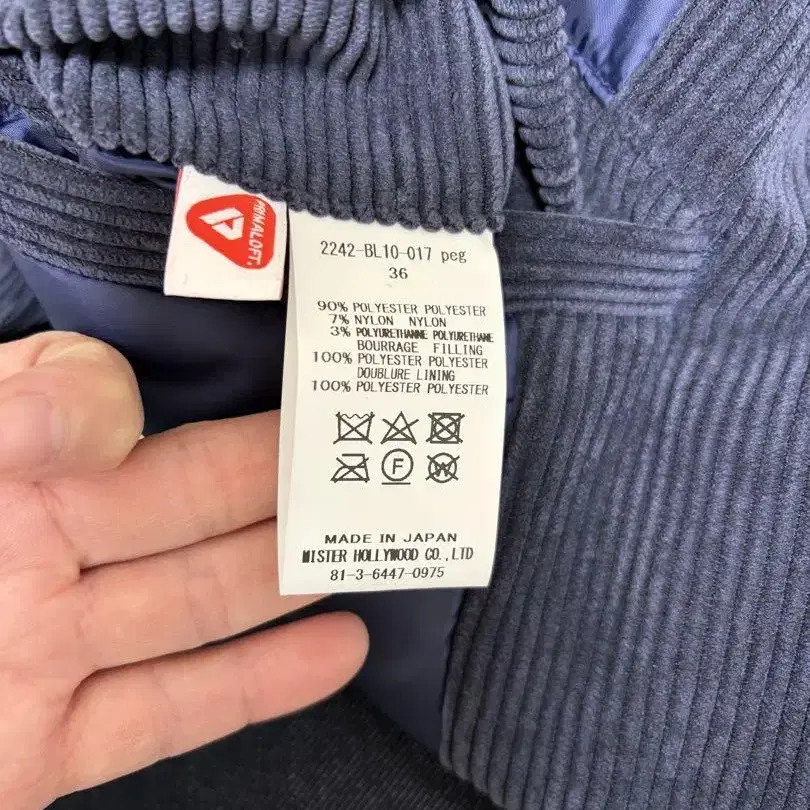 PRIMALOFT.
2242-BL10-017 peg
36
90% POLYESTER POLYESTER
7% NYLON NYLON
3% POLYURETHANNE POLYURETHANE
BOURRAGE FILLING
100% POLYESTER POLYESTER
DOUBLURE LINING
100% POLYESTER POLYESTER
F W
MADE IN JAPAN
MISTER HOLLYWOOD CO.,LTD
81-3-6447-0975